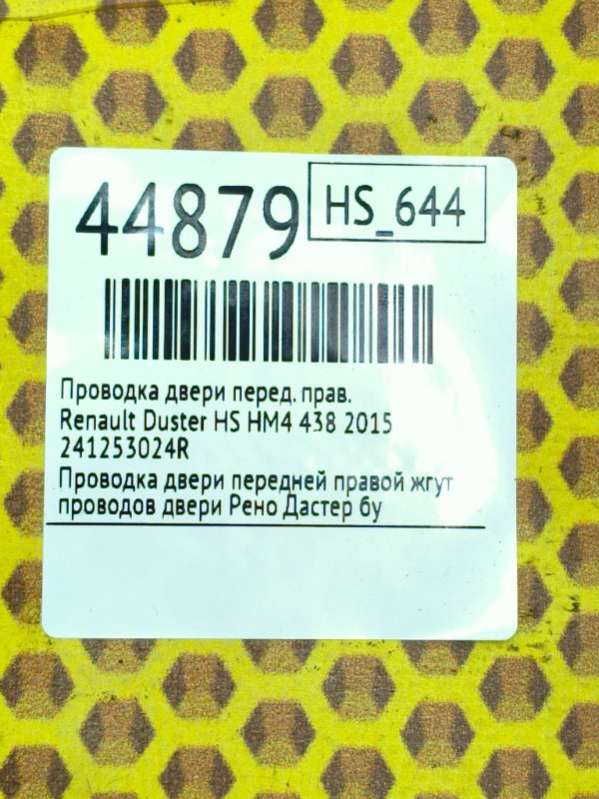 44879
HS_644
Проводка двери перед. прав.
Renault Duster HS HM4 438 2015
241253024R
Проводка двери передней правой жгут
проводов двери Рено Дастер бу